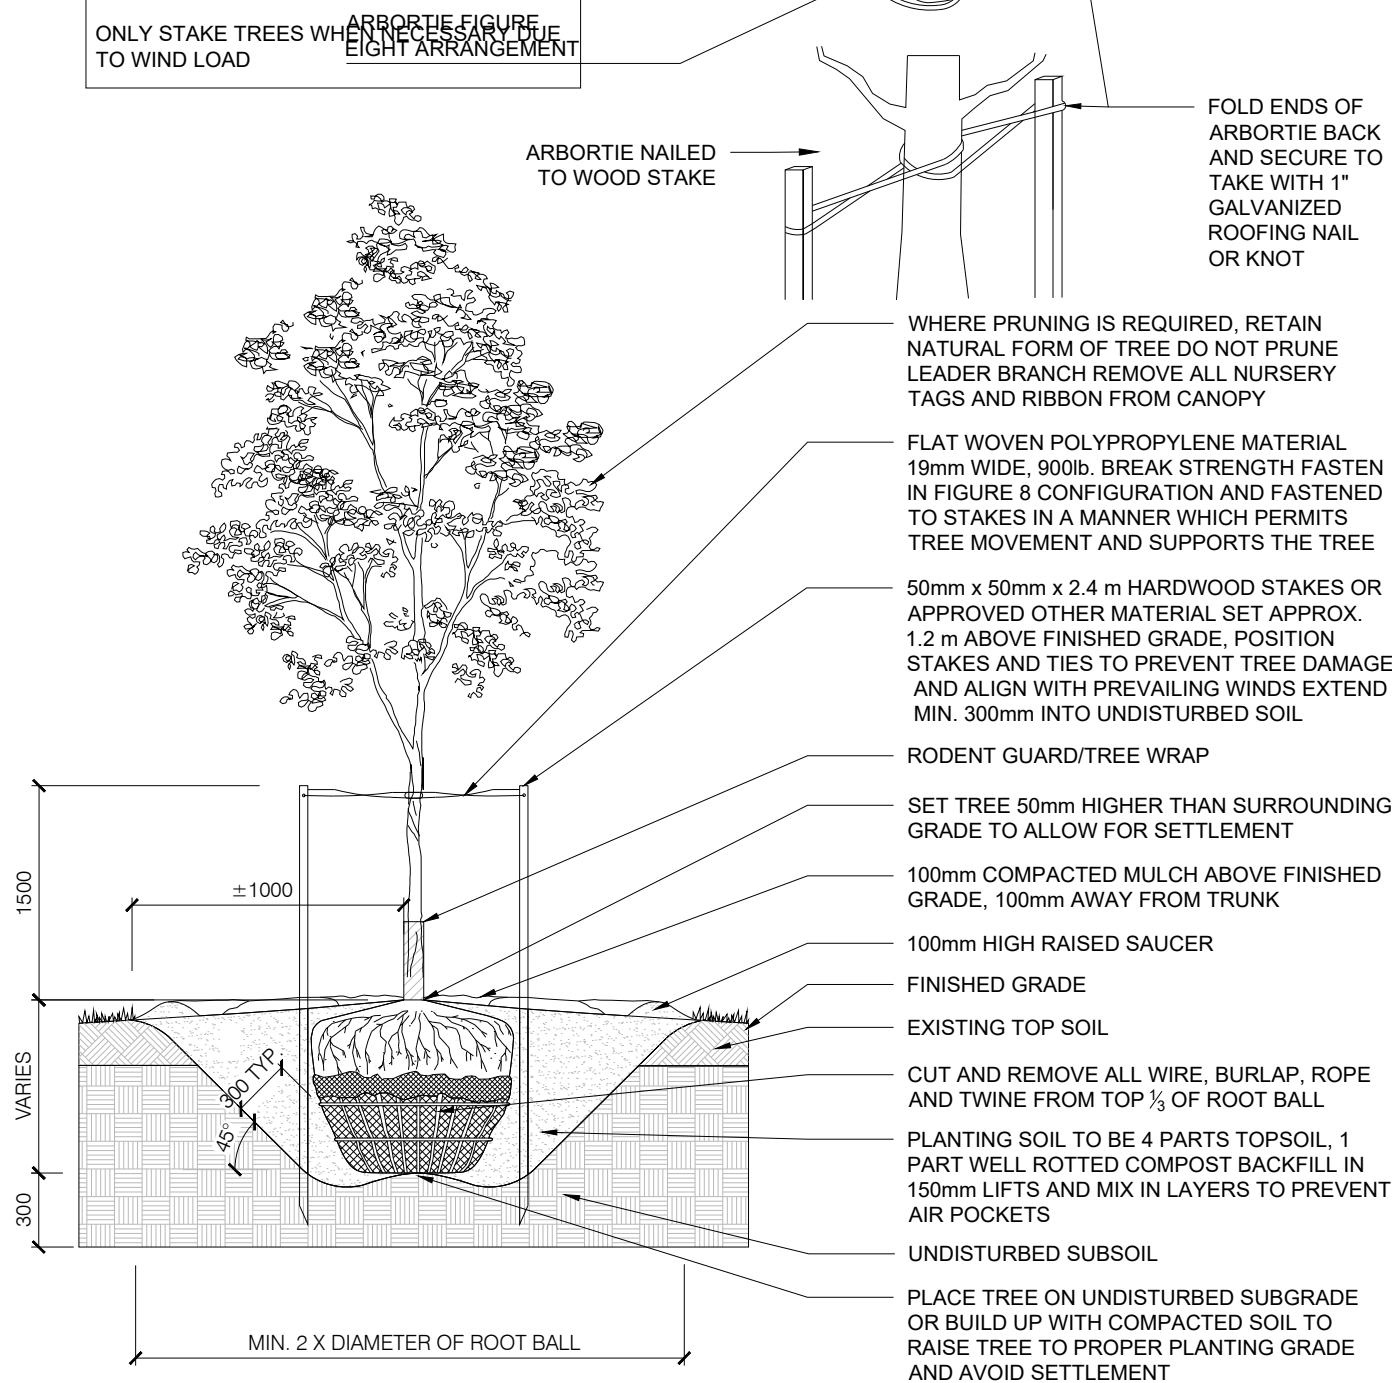 ONLY STAKE TREES WHEN NECESSARY DUE
TO WIND LOAD
ARBORTIE FIGURE
EIGHT ARRANGEMENT
ARBORTIE NAILED
TO WOOD STAKE
FOLD ENDS OF
ARBORTIE BACK
AND SECURE TO
TAKE WITH 1"
GALVANIZED
ROOFING NAIL
OR KNOT
WHERE PRUNING IS REQUIRED, RETAIN
NATURAL FORM OF TREE DO NOT PRUNE
LEADER BRANCH REMOVE ALL NURSERY
TAGS AND RIBBON FROM CANOPY
FLAT WOVEN POLYPROPYLENE MATERIAL
19mm WIDE, 900lb. BREAK STRENGTH FASTEN
IN FIGURE 8 CONFIGURATION AND FASTENED
TO STAKES IN A MANNER WHICH PERMITS
TREE MOVEMENT AND SUPPORTS THE TREE
50mm x 50mm x 2.4 m HARDWOOD STAKES OR
APPROVED OTHER MATERIAL SET APPROX.
1.2 m ABOVE FINISHED GRADE, POSITION
STAKES AND TIES TO PREVENT TREE DAMAGE
AND ALIGN WITH PREVAILING WINDS EXTEND
MIN. 300mm INTO UNDISTURBED SOIL
RODENT GUARD/TREE WRAP
SET TREE 50mm HIGHER THAN SURROUNDING
GRADE TO ALLOW FOR SETTLEMENT
100mm COMPACTED MULCH ABOVE FINISHED
GRADE, 100mm AWAY FROM TRUNK
100mm HIGH RAISED SAUCER
FINISHED GRADE
EXISTING TOP SOIL
CUT AND REMOVE ALL WIRE, BURLAP, ROPE
AND TWINE FROM TOP ⅓ OF ROOT BALL
PLANTING SOIL TO BE 4 PARTS TOPSOIL, 1
PART WELL ROTTED COMPOST BACKFILL IN
150mm LIFTS AND MIX IN LAYERS TO PREVENT
AIR POCKETS
UNDISTURBED SUBSOIL
PLACE TREE ON UNDISTURBED SUBGRADE
OR BUILD UP WITH COMPACTED SOIL TO
RAISE TREE TO PROPER PLANTING GRADE
AND AVOID SETTLEMENT
1500
±1000
VARIES
300 TYP.
45°
300
MIN. 2 X DIAMETER OF ROOT BALL